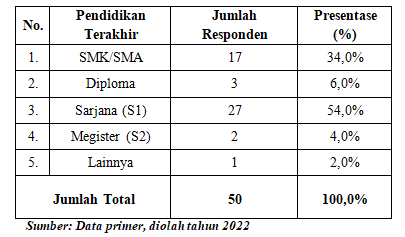 No. Pendidikan Terakhir Jumlah Responden Presentase (%)
1. SMK/SMA 17 34,0%
2. Diploma 3 6,0%
3. Sarjana (S1) 27 54,0%
4. Megister (S2) 2 4,0%
5. Lainnya 1 2,0%
Jumlah Total 50 100,0%
Sumber: Data primer, diolah tahun 2022